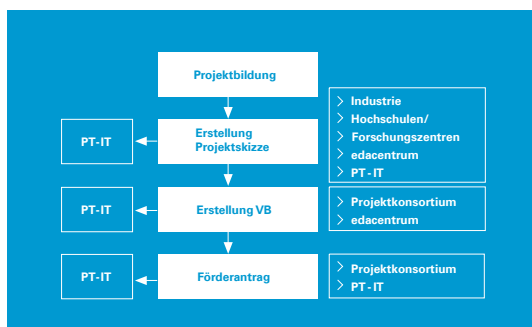 Projektbildung
PT-IT
Erstellung
Projektskizze
> Industrie
> Hochschulen/
> Forschungszentren
> edacentrum
> PT-IT
PT-IT
Erstellung VB
> Projektkonsortium
> edacentrum
PT-IT
Förderantrag
> Projektkonsortium
> PT-IT